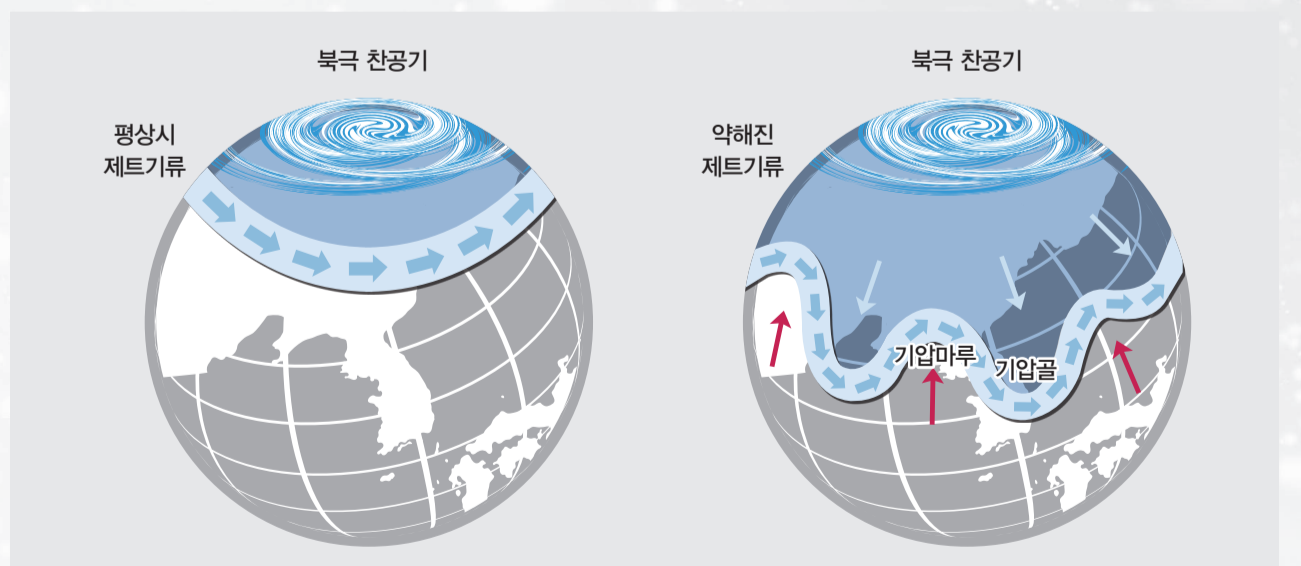 북극 찬공기
평상시
제트기류
북극 찬공기
약해진
제트기류
기압마루
기압골